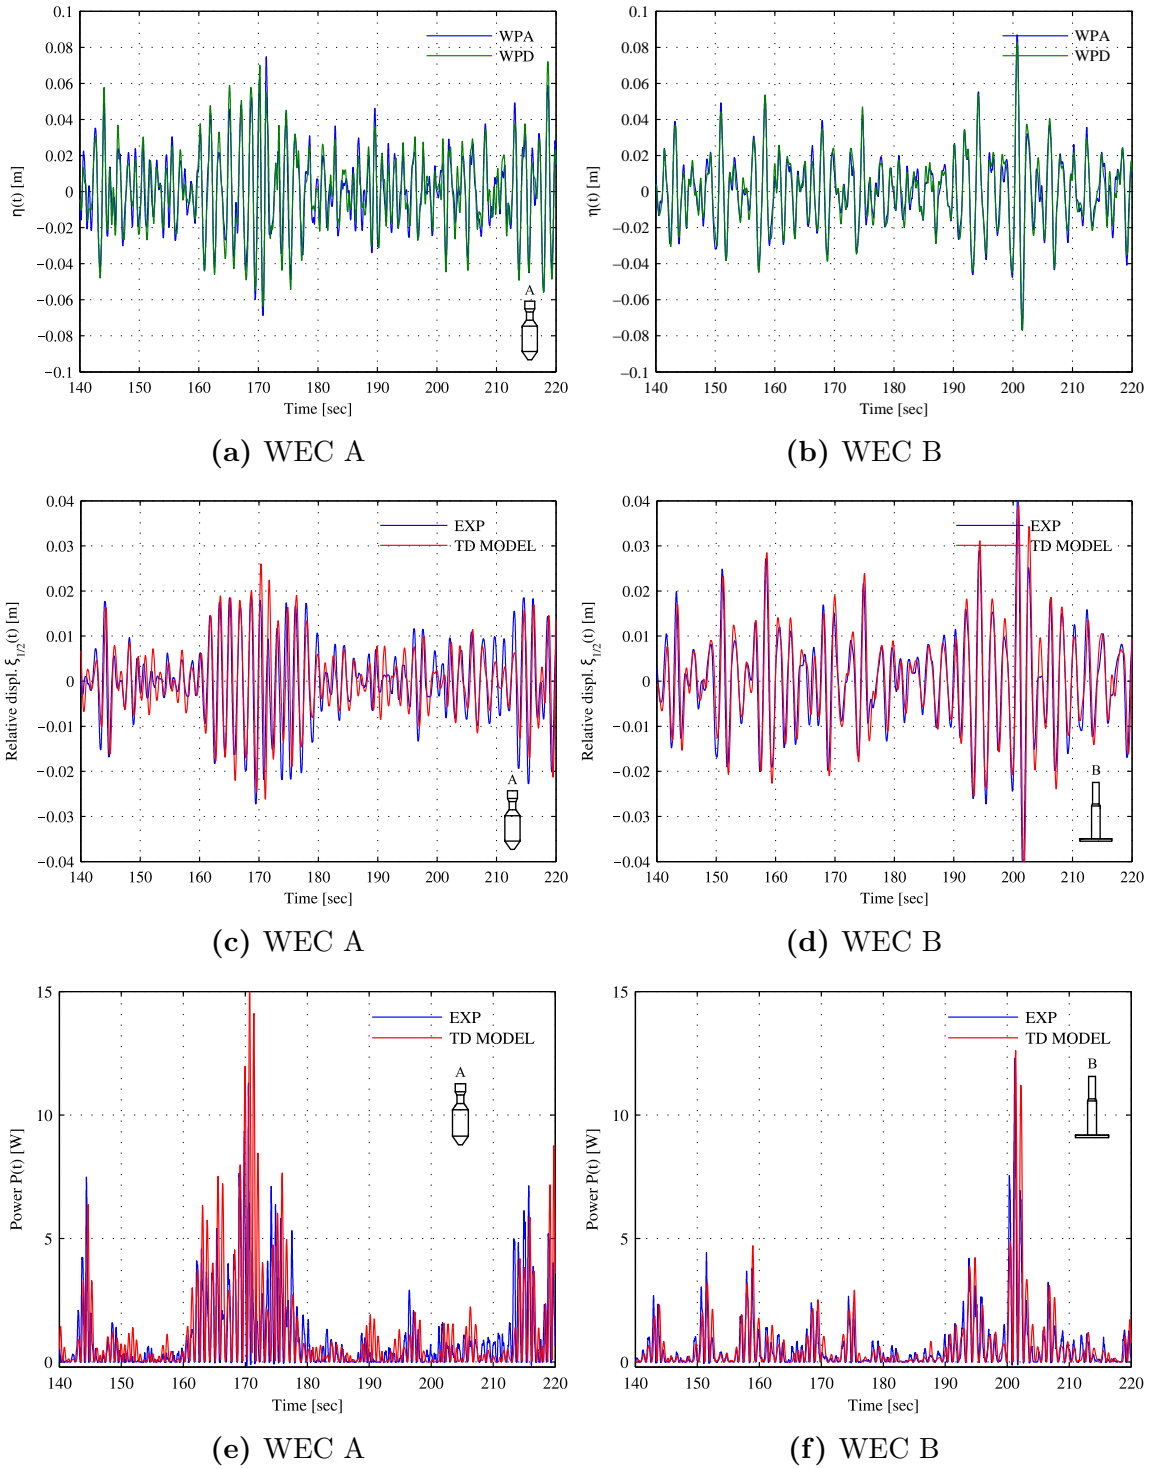 0.1
0.08
0.06
0.04
0.02
0
−0.02
−0.04
−0.06
−0.08
−0.1
η(t) [m]
WPA
WPD
A
140 150 160 170 180 190 200 210 220
Time [sec]
(a) WEC A
0.1
0.08
0.06
0.04
0.02
0
−0.02
−0.04
−0.06
−0.08
−0.1
η(t) [m]
WPA
WPD
140 150 160 170 180 190 200 210 220
Time [sec]
(b) WEC B
0.04
0.03
0.02
0.01
0
−0.01
−0.02
−0.03
−0.04
Relative displ. ξ1/2(t) [m]
EXP
TD MODEL
A
140 150 160 170 180 190 200 210 220
Time [sec]
(c) WEC A
0.04
0.03
0.02
0.01
0
−0.01
−0.02
−0.03
−0.04
Relative displ. ξ1/2(t) [m]
EXP
TD MODEL
B
140 150 160 170 180 190 200 210 220
Time [sec]
(d) WEC B
15
10
5
0
Power P(t) [W]
EXP
TD MODEL
A
140 150 160 170 180 190 200 210 220
Time [sec]
(e) WEC A
15
10
5
0
Power P(t) [W]
EXP
TD MODEL
B
140 150 160 170 180 190 200 210 220
Time [sec]
(f) WEC B